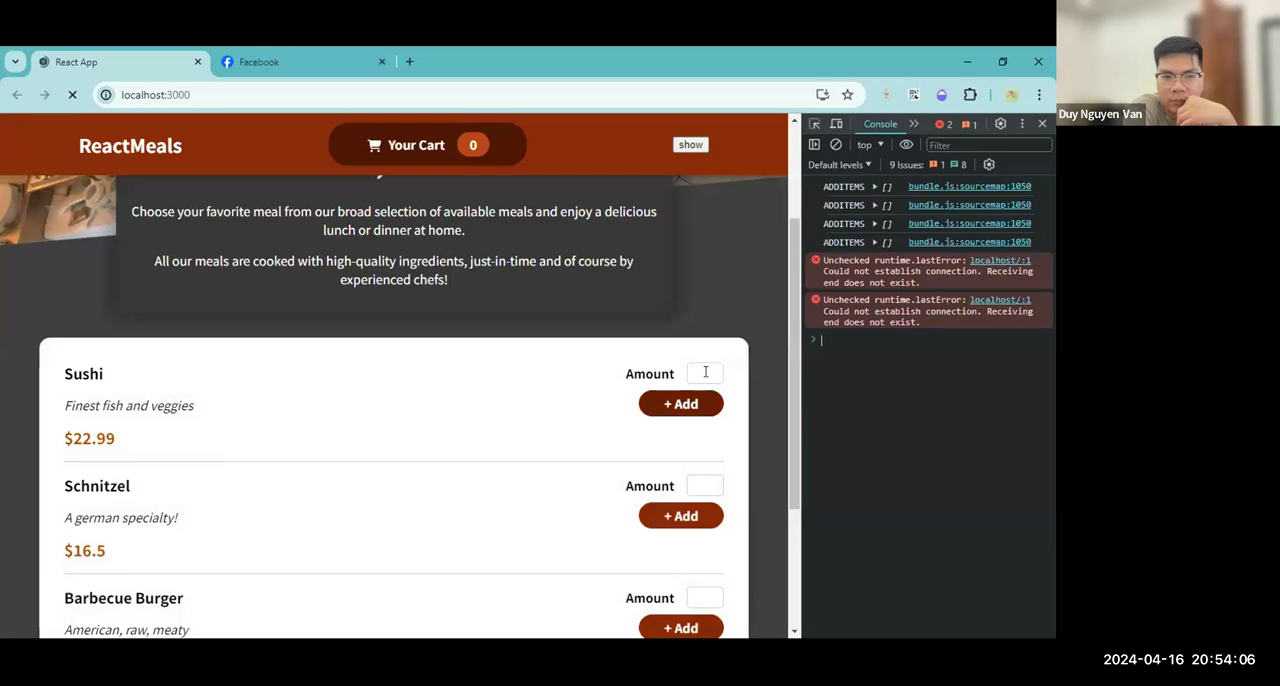 React App
Facebook
localhost:3000
Duy Nguyen Van
ReactMeals
Your Cart 0
show
Choose your favorite meal from our broad selection of available meals and enjoy a delicious
lunch or dinner at home.
All our meals are cooked with high-quality ingredients, just-in-time and of course by
experienced chefs!
Sushi
Amount
Finest fish and veggies
+ Add
$22.99
Schnitzel
Amount
A german specialty!
+ Add
$16.5
Barbecue Burger
Amount
American, raw, meaty
+ Add
Console 2 1
top Filter
Default levels 9 Issues: 1 8
ADDITEMS ▶ [] bundle.js:sourcemap:1050
ADDITEMS ▶ [] bundle.js:sourcemap:1050
ADDITEMS ▶ [] bundle.js:sourcemap:1050
ADDITEMS ▶ [] bundle.js:sourcemap:1050
Unchecked runtime.lastError: localhost/:1
Could not establish connection. Receiving
end does not exist.
Unchecked runtime.lastError: localhost/:1
Could not establish connection. Receiving
end does not exist.
2024-04-16 20:54:06